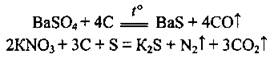 BaSO₄ + 4C =^{t°} BaS + 4CO↑
2KNO₃ + 3C + S = K₂S + N₂↑ + 3CO₂↑